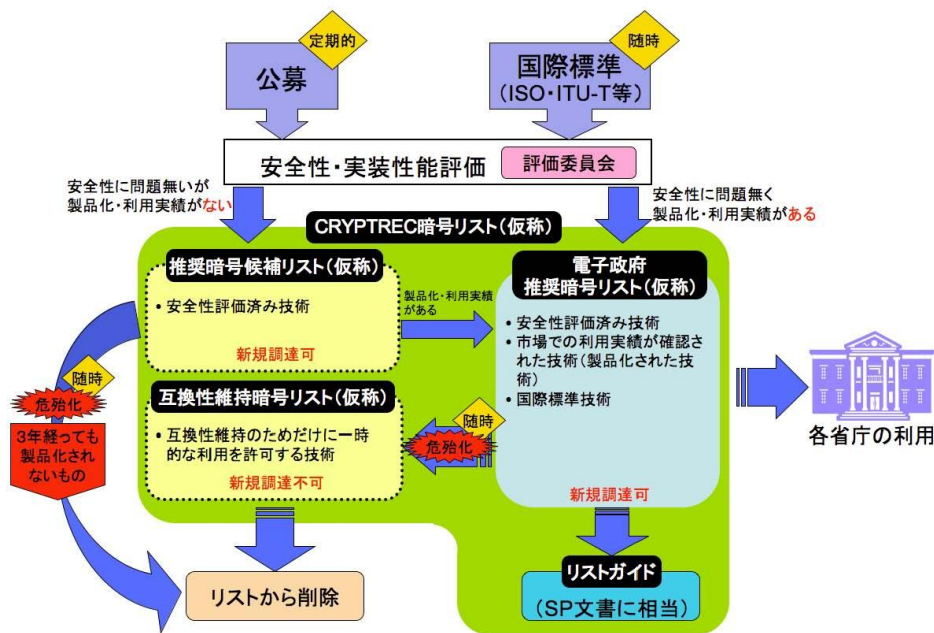 定期的
公募
随時
国際標準
(ISO・ITU-T等)
安全性・実装性能評価
評価委員会
安全性に問題無いが
製品化・利用実績がない
安全性に問題無く
製品化・利用実績がある
CRYPTREC暗号リスト(仮称)
推奨暗号候補リスト(仮称)
• 安全性評価済み技術
新規調達可
製品化・利用実績
がある
電子政府
推奨暗号リスト(仮称)
• 安全性評価済み技術
• 市場での利用実績が確認さ
れた技術(製品化された技
術)
• 国際標準技術
新規調達可
随時
危殆化
3年経っても
製品化され
ないもの
互換性維持暗号リスト(仮称)
• 互換性維持のためだけに一時
的な利用を許可する技術
新規調達不可
随時
危殆化
各省庁の利用
リストから削除
リストガイド
(SP文書に相当)